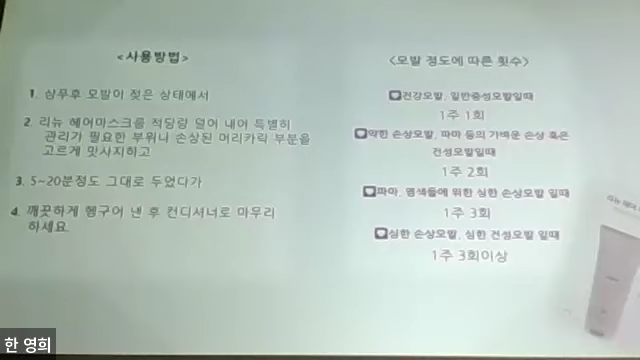 <사용방법>
1. 샴푸후 모발이 젖은 상태에서
2. 리뉴 헤어마스크를 적당량 덜어 내어 특별히
관리가 필요한 부위나 손상된 머리카락 부분을
고르게 맛사지하고
3. 5~20분정도 그대로 두었다가
4. 깨끗하게 헹구어 낸 후 컨디셔너로 마무리
하세요.
<모발 정도에 따른 횟수>
건강모발, 일반중성모발일때
1주 1회
약한 손상모발, 파마 등의 가벼운 손상 혹은
건성모발일때
1주 2회
파마, 염색등에 위한 심한 손상모발 일때
1주 3회
심한 손상모발, 심한 건성모발 일때
1주 3회이상
리뉴 헤어
한 영희